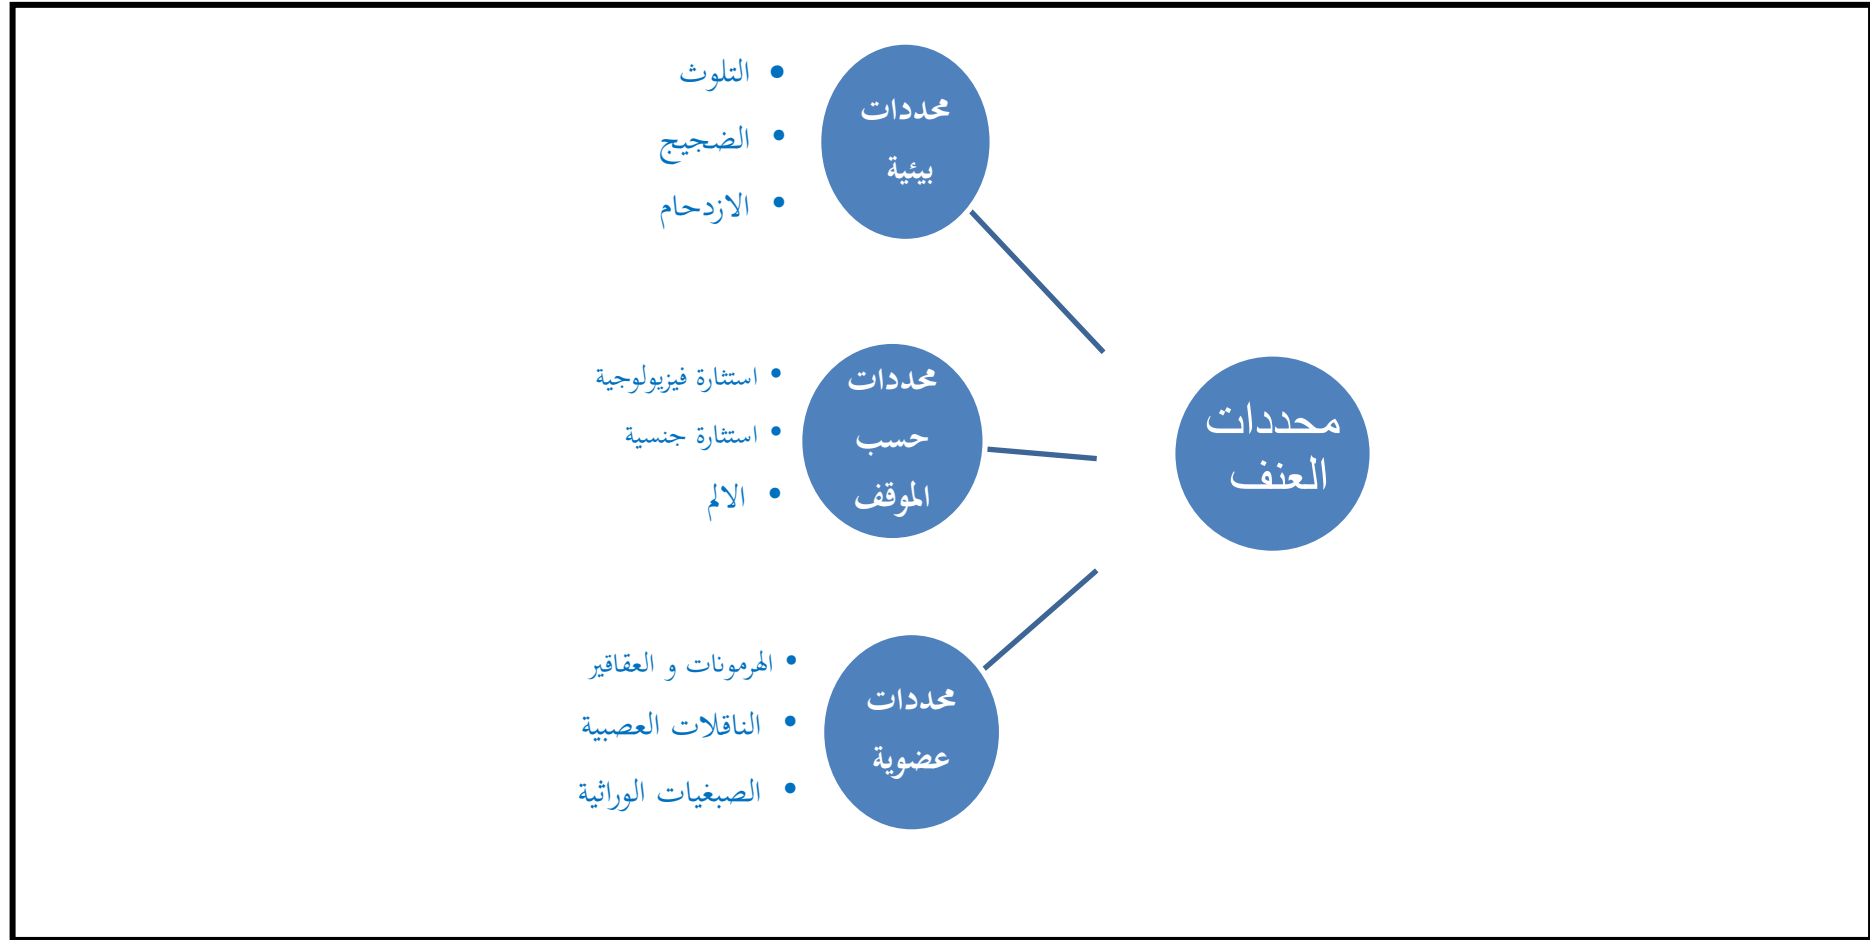 محددات
العنف
محددات
بيئية
• التلوث
• الضجيج
• الازدحام
محددات
حسب
الموقف
• استثارة فيزيولوجية
• استثارة جنسية
• الالم
محددات
عضوية
• الهرمونات و العقاقير
• الناقلات العصبية
• الصبغيات الوراثية